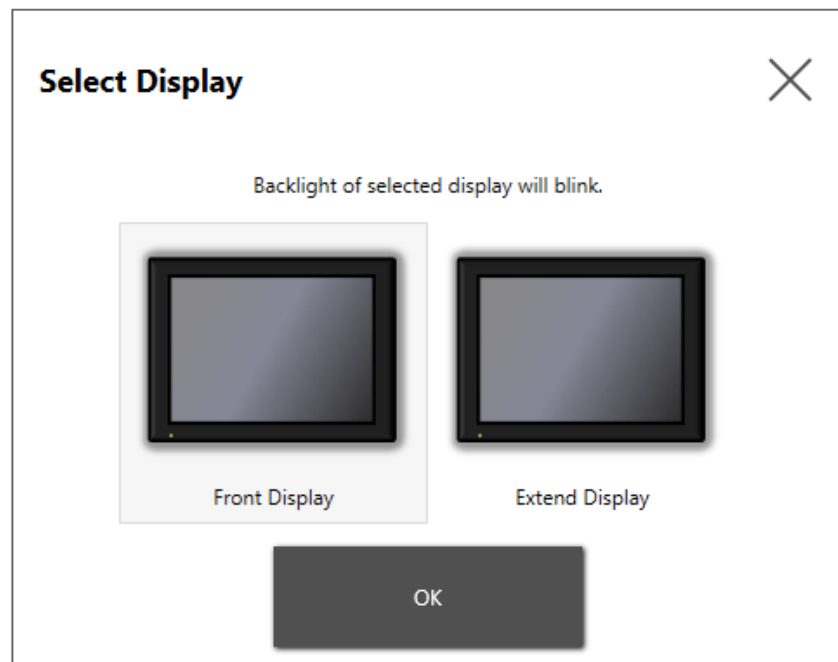 Select Display
Backlight of selected display will blink.
Front Display
Extend Display
OK